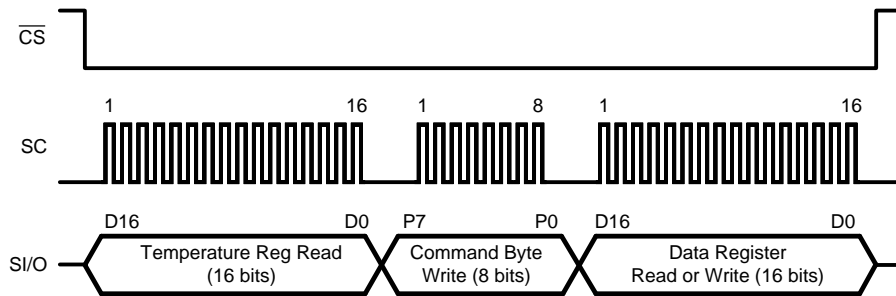 CS
1 16 1 8 1 16
SC
D16 D0 P7 P0 D16 D0
SI/O
Temperature Reg Read
(16 bits)
Command Byte
Write (8 bits)
Data Register
Read or Write (16 bits)